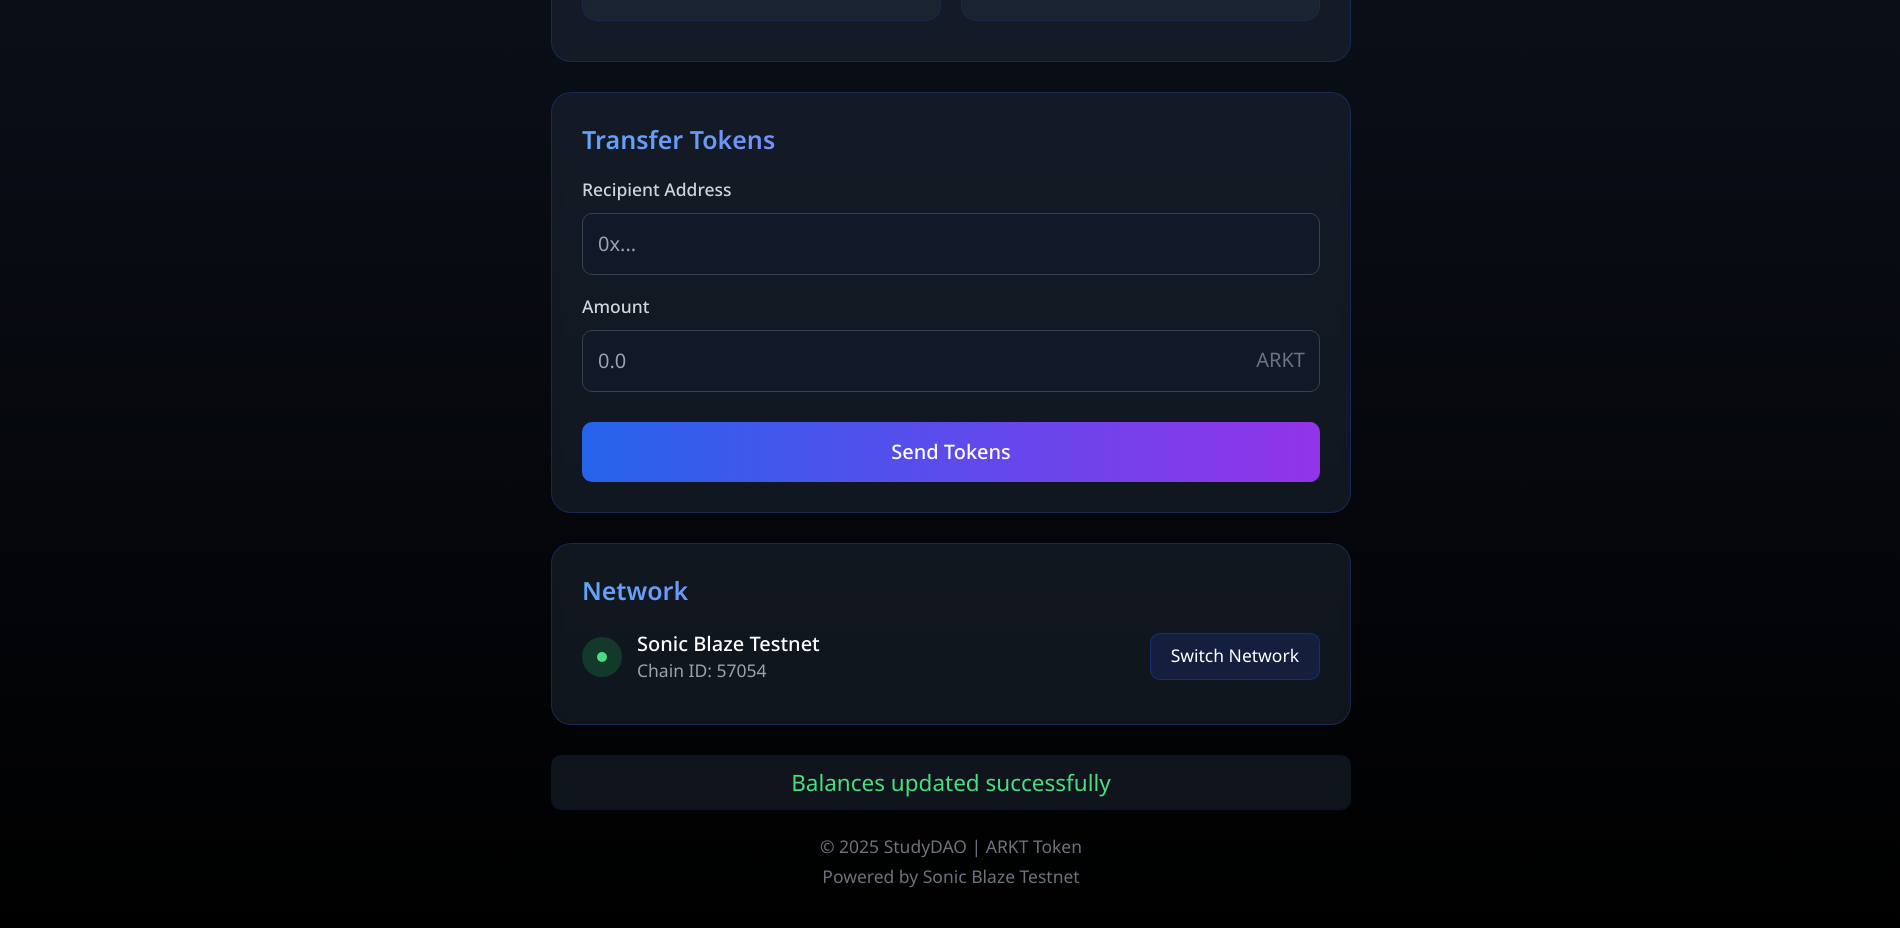 Transfer Tokens
Recipient Address
0x...
Amount
0.0 ARKT
Send Tokens
Network
Sonic Blaze Testnet
Chain ID: 57054
Switch Network
Balances updated successfully
© 2025 StudyDAO | ARKT Token
Powered by Sonic Blaze Testnet